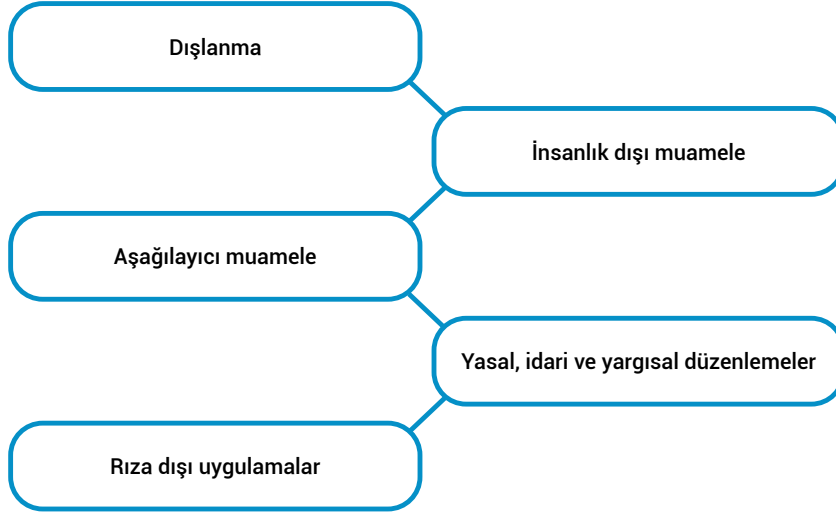 Dışlanma
İnsanlık dışı muamele
Aşağılayıcı muamele
Yasal, idari ve yargısal düzenlemeler
Rıza dışı uygulamalar